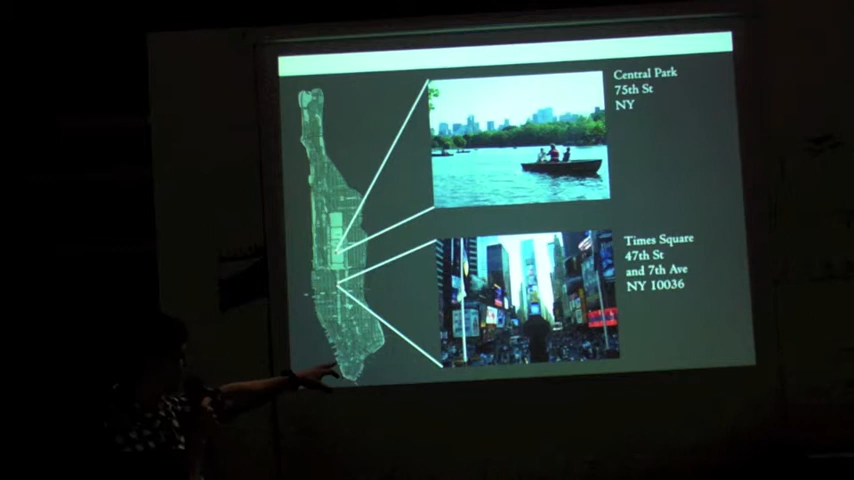 Central Park
75th St
NY
Times Square
47th St
and 7th Ave
NY 10036